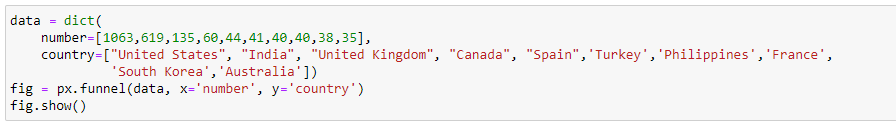 data = dict(
    number=[1063,619,135,60,44,41,40,40,38,35],
    country=["United States", "India", "United Kingdom", "Canada", "Spain",'Turkey','Philippines','France',
             'South Korea','Australia'])
fig = px.funnel(data, x='number', y='country')
fig.show()